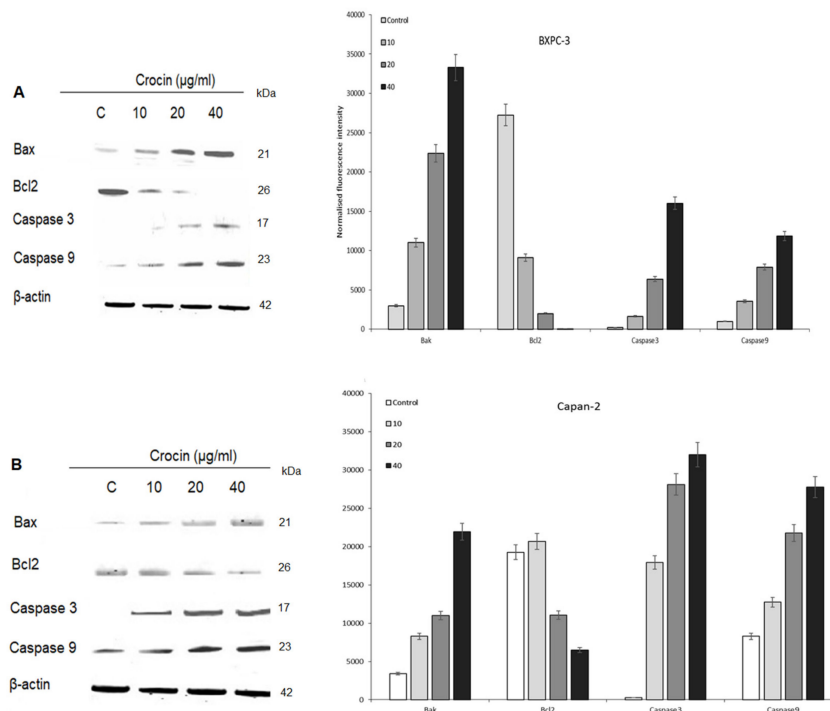 A
Crocin (µg/ml)
kDa
C 10 20 40
Bax 21
Bcl2 26
Caspase 3 17
Caspase 9 23
β-actin 42
BXPC-3
Control
10
20
40
Normalised fluorescence intensity
40000
35000
30000
25000
20000
15000
10000
5000
0
Bak Bcl2 Caspase3 Caspase9
B
Crocin (µg/ml)
kDa
C 10 20 40
Bax 21
Bcl2 26
Caspase 3 17
Caspase 9 23
β-actin 42
Capan-2
Control
10
20
40
40000
35000
30000
25000
20000
15000
10000
5000
0
Bak Bcl2 Caspase3 Caspase9